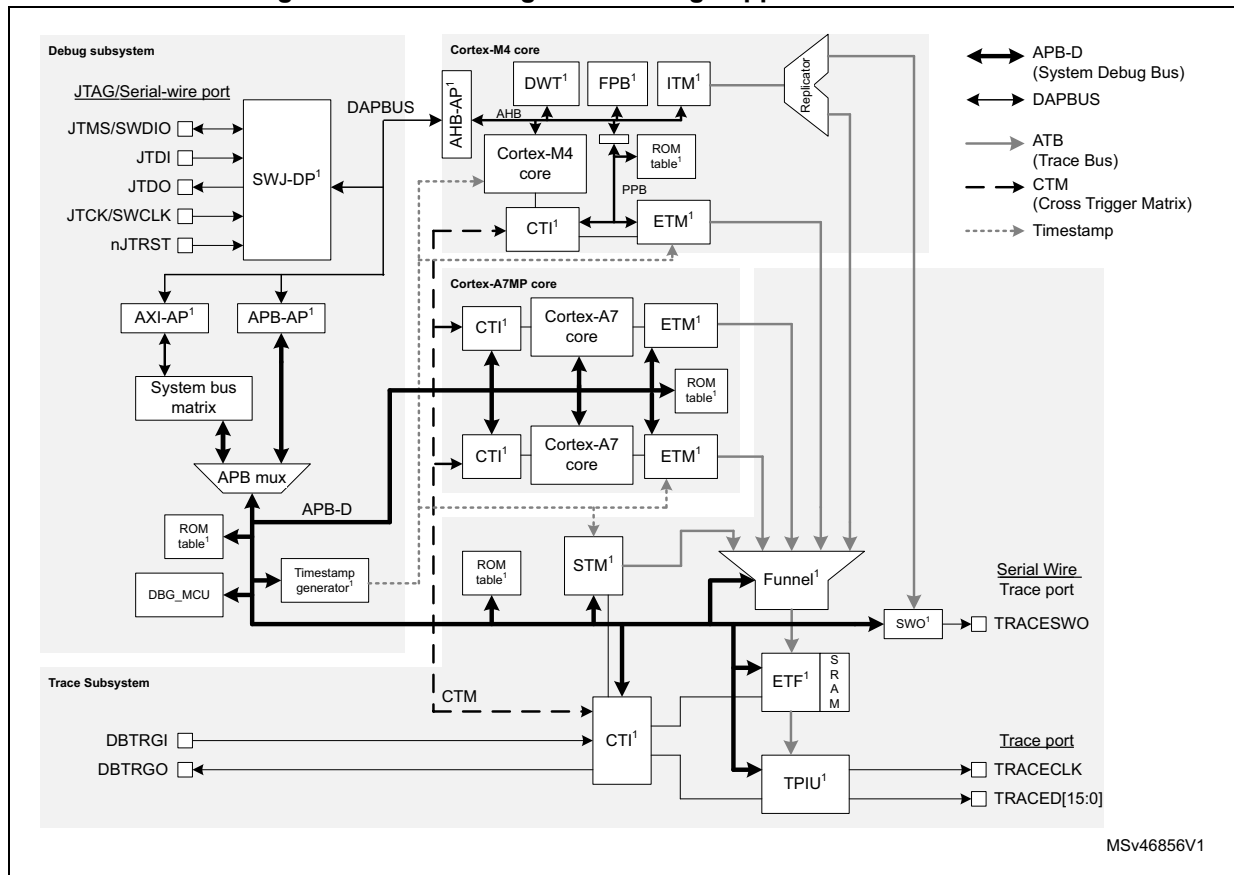 Debug subsystem
JTAG/Serial-wire port
JTMS/SWDIO
JTDI
JTDO
JTCK/SWCLK
nJTRST
SWJ-DP1
DAPBUS
AXI-AP1
APB-AP1
System bus
matrix
APB mux
APB-D
ROM
table1
DBG_MCU
Timestamp
generator1
Cortex-M4 core
AHB-AP1
AHB
DWT1
FPB1
ITM1
Replicator
Cortex-M4
core
ROM
table1
PPB
CTI1
ETM1
APB-D
(System Debug Bus)
DAPBUS
ATB
(Trace Bus)
CTM
(Cross Trigger Matrix)
Timestamp
Cortex-A7MP core
CTI1
Cortex-A7
core
ETM1
ROM
table1
CTI1
Cortex-A7
core
ETM1
ROM
table1
STM1
Funnel1
Serial Wire
Trace port
SWO1
TRACESWO
ETF1
SRAM
Trace Subsystem
CTM
DBTRGI
DBTRGO
CTI1
TPIU1
Trace port
TRACECLK
TRACED[15:0]
MSv46856V1